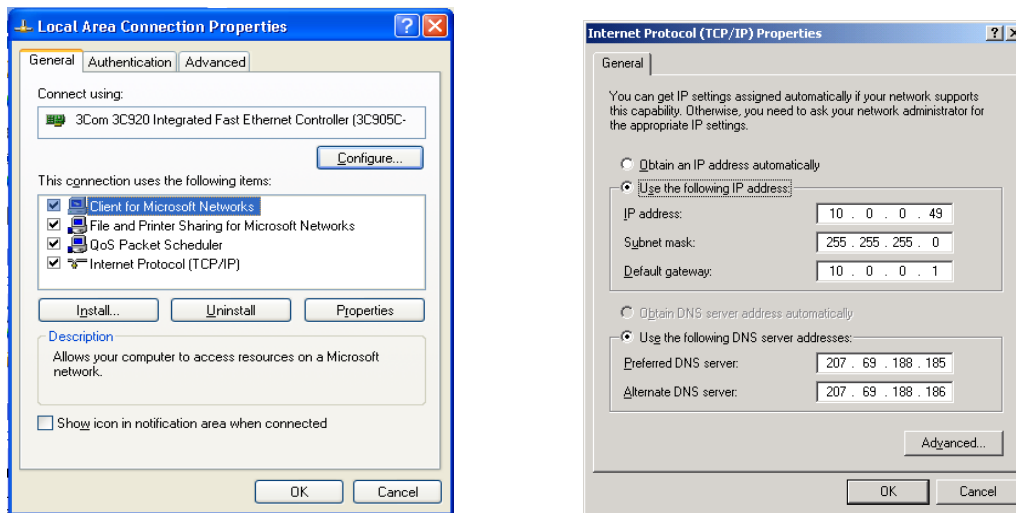 Local Area Connection Properties
General Authentication Advanced
Connect using:
3Com 3C920 Integrated Fast Ethernet Controller (3C905C-
Configure...
This connection uses the following items:
Client for Microsoft Networks
File and Printer Sharing for Microsoft Networks
QoS Packet Scheduler
Internet Protocol (TCP/IP)
Install... Uninstall Properties
Description
Allows your computer to access resources on a Microsoft
network.
Show icon in notification area when connected
OK Cancel
Internet Protocol (TCP/IP) Properties
General
You can get IP settings assigned automatically if your network supports
this capability. Otherwise, you need to ask your network administrator for
the appropriate IP settings.
Obtain an IP address automatically
Use the following IP address:
IP address: 10 . 0 . 0 . 49
Subnet mask: 255 . 255 . 255 . 0
Default gateway: 10 . 0 . 0 . 1
Obtain DNS server address automatically
Use the following DNS server addresses:
Preferred DNS server: 207 . 69 . 188 . 185
Alternate DNS server: 207 . 69 . 188 . 186
Advanced...
OK Cancel